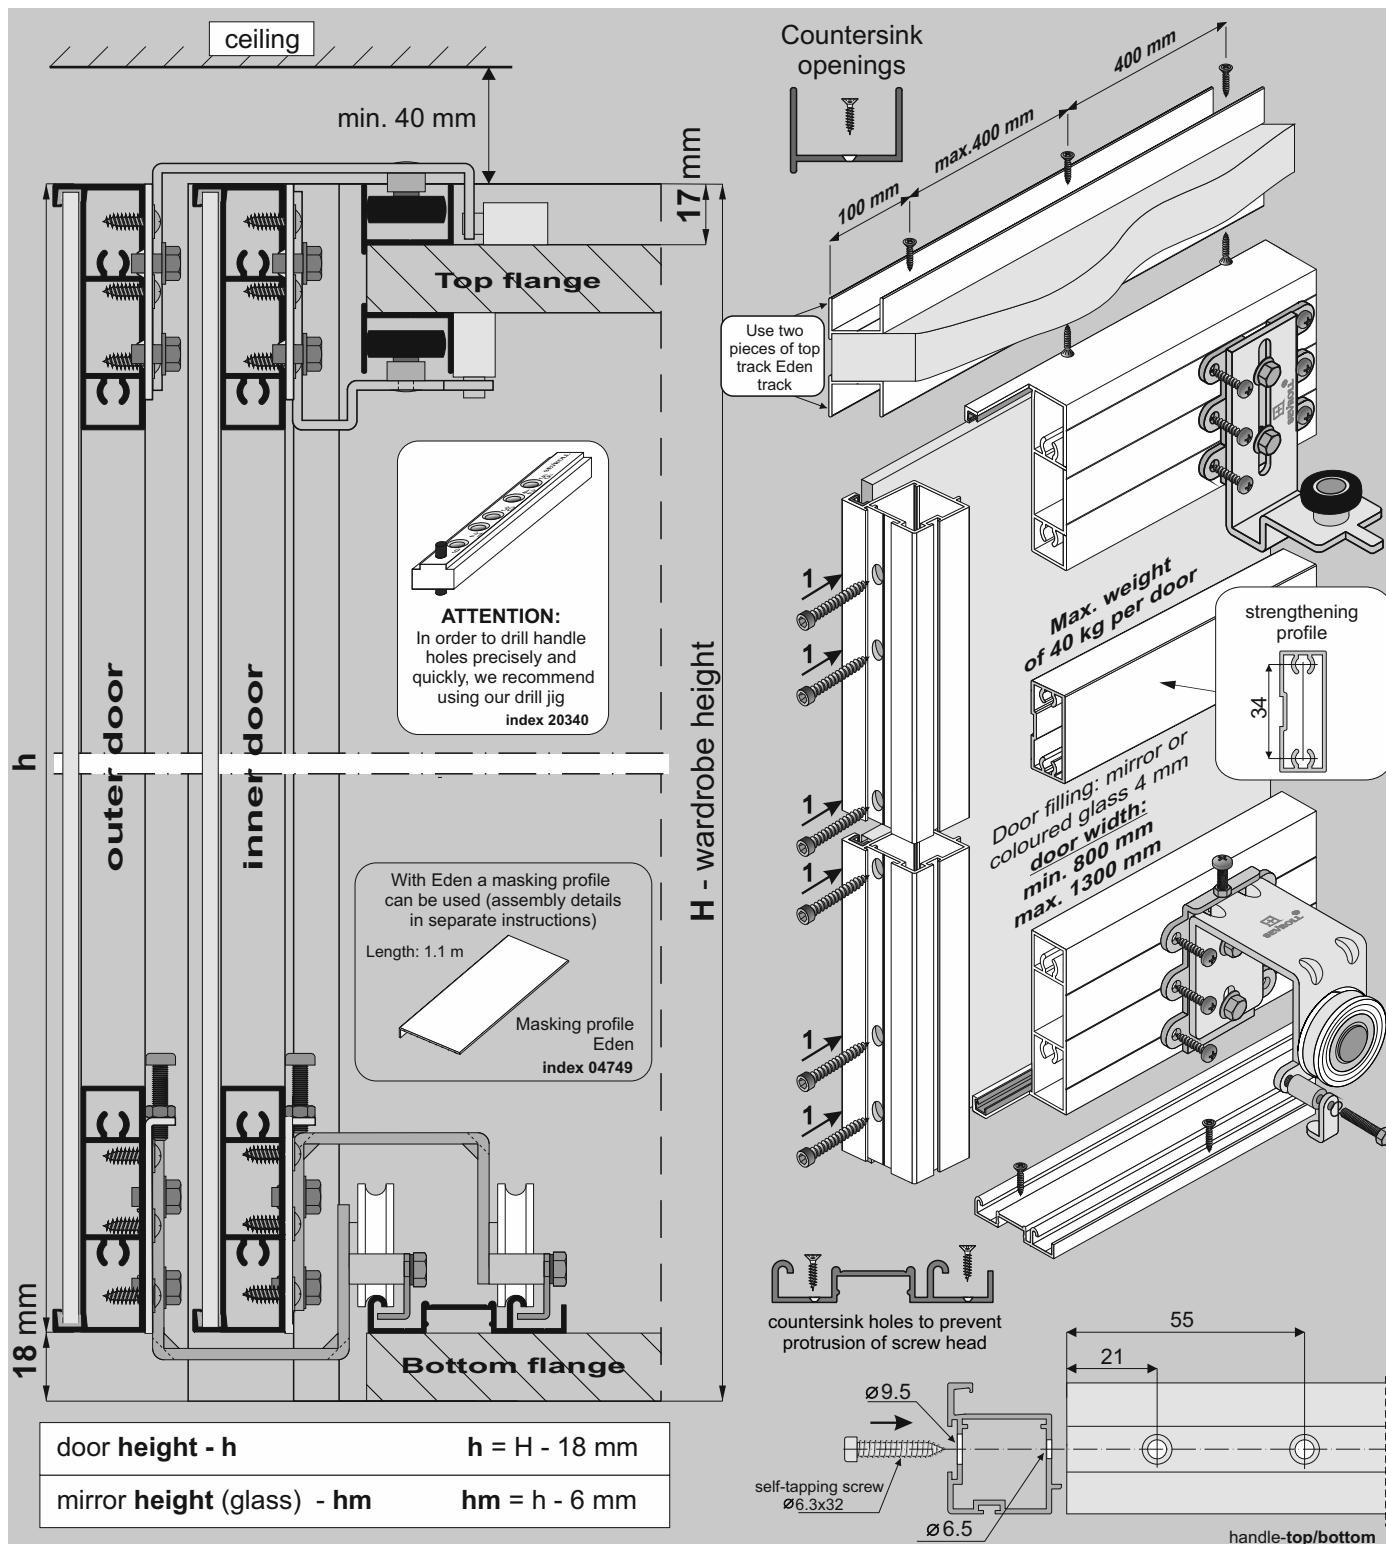 ceiling
min. 40 mm
17 mm
Top flange
h
outer door
inner door
H - wardrobe height
ATTENTION:
In order to drill handle
holes precisely and
quickly, we recommend
using our drill jig
index 20340
With Eden a masking profile
can be used (assembly details
in separate instructions)
Length: 1.1 m
Masking profile
Eden
index 04749
18 mm
Bottom flange
door height - h h = H - 18 mm
mirror height (glass) - hm hm = h - 6 mm
Countersink
openings
100 mm
max.400 mm
400 mm
Use two
pieces of top
track Eden
track
1
1
1
1
1
1
Max. weight
of 40 kg per door
strengthening
profile
34
Door filling: mirror or
coloured glass 4 mm
door width:
min. 800 mm
max. 1300 mm
SEVROLL®
countersink holes to prevent
protrusion of screw head
55
21
⌀9.5
self-tapping screw
⌀6.3x32
⌀6.5
handle-top/bottom